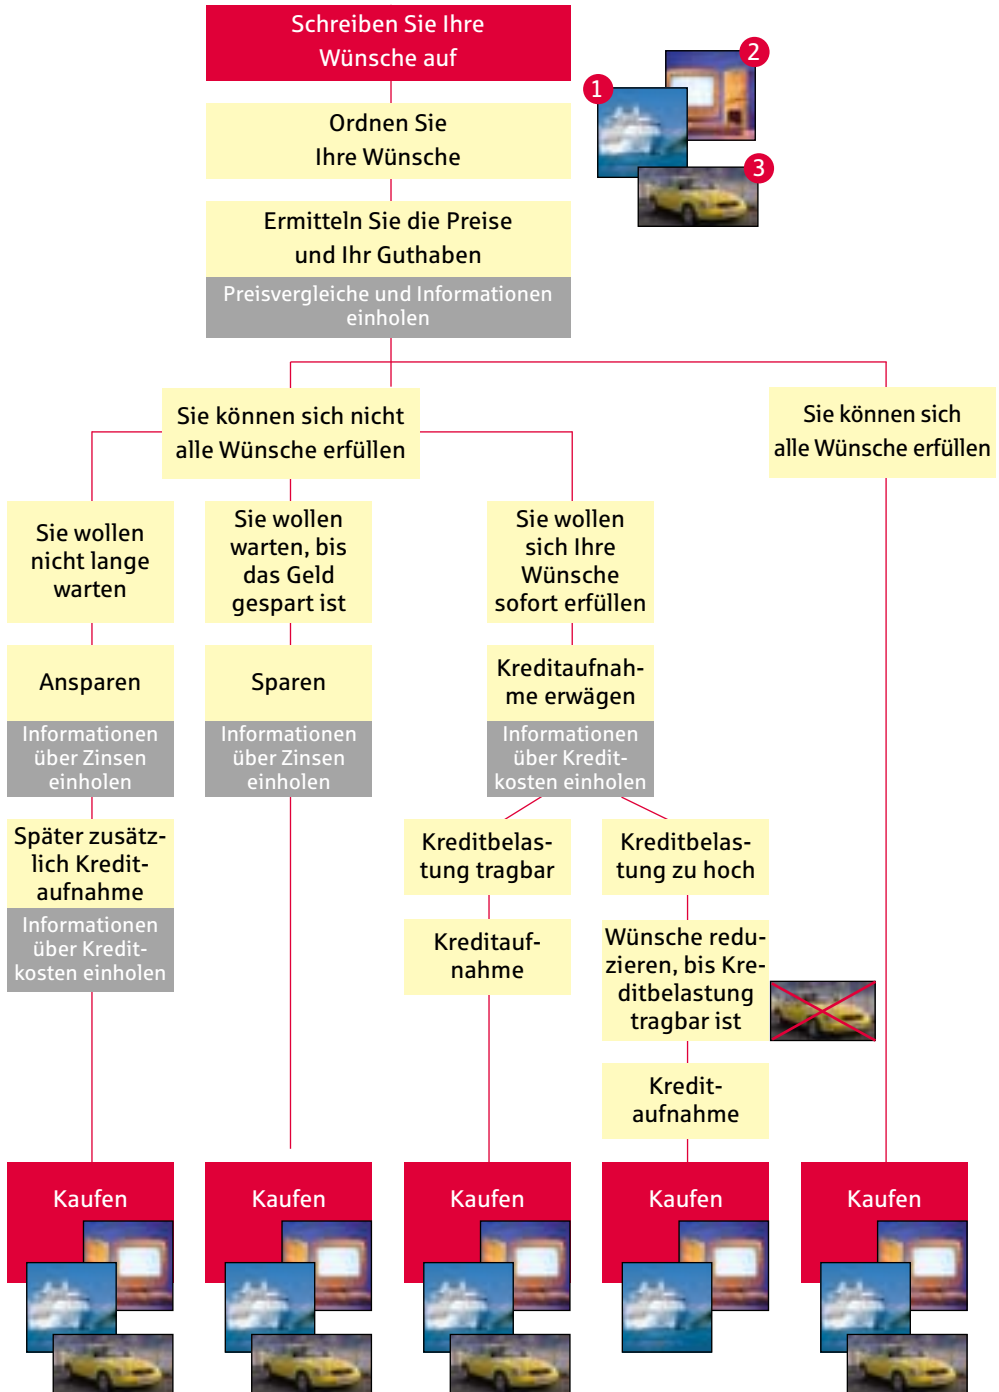 Schreiben Sie Ihre
Wünsche auf
2
1
Ordnen Sie
Ihre Wünsche
3
Ermitteln Sie die Preise
und Ihr Guthaben
Preisvergleiche und Informationen
einholen
Sie können sich nicht
alle Wünsche erfüllen
Sie können sich
alle Wünsche erfüllen
Sie wollen
nicht lange
warten
Sie wollen
warten, bis
das Geld
gespart ist
Sie wollen
sich Ihre
Wünsche
sofort erfüllen
Ansparen
Informationen
über Zinsen
einholen
Sparen
Informationen
über Zinsen
einholen
Kreditaufnah-
me erwägen
Informationen
über Kredit-
kosten einholen
Später zusätz-
lich Kredit-
aufnahme
Informationen
über Kredit-
kosten einholen
Kreditbelas-
tung tragbar
Kreditbelas-
tung zu hoch
Kreditauf-
nahme
Wünsche redu-
zieren, bis Kre-
ditbelastung
tragbar ist
Kredit-
aufnahme
Kaufen
Kaufen
Kaufen
Kaufen
Kaufen